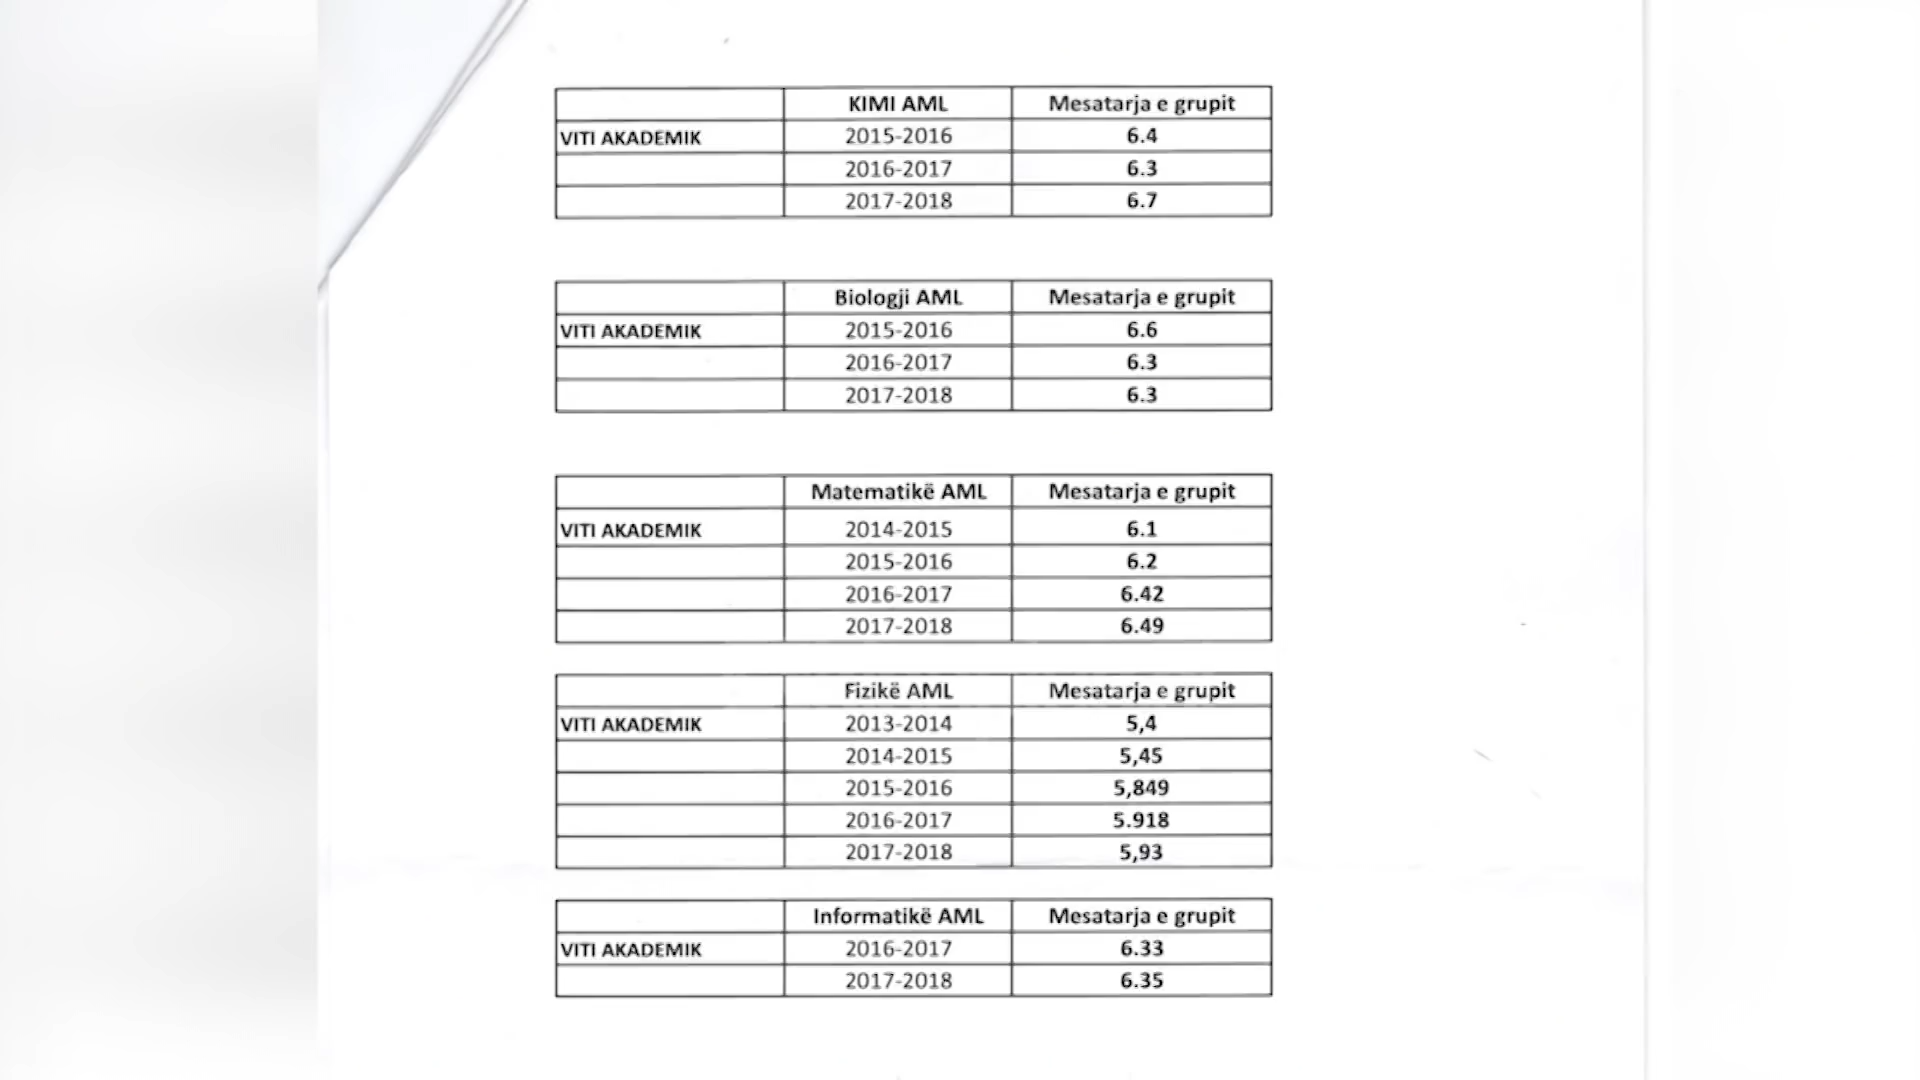 KIMI AML Mesatarja e grupit
VITI AKADEMIK 2015-2016 6.4
2016-2017 6.3
2017-2018 6.7
Biologji AML Mesatarja e grupit
VITI AKADEMIK 2015-2016 6.6
2016-2017 6.3
2017-2018 6.3
Matematikë AML Mesatarja e grupit
VITI AKADEMIK 2014-2015 6.1
2015-2016 6.2
2016-2017 6.42
2017-2018 6.49
Fizikë AML Mesatarja e grupit
VITI AKADEMIK 2013-2014 5,4
2014-2015 5,45
2015-2016 5,849
2016-2017 5.918
2017-2018 5,93
Informatikë AML Mesatarja e grupit
VITI AKADEMIK 2016-2017 6.33
2017-2018 6.35